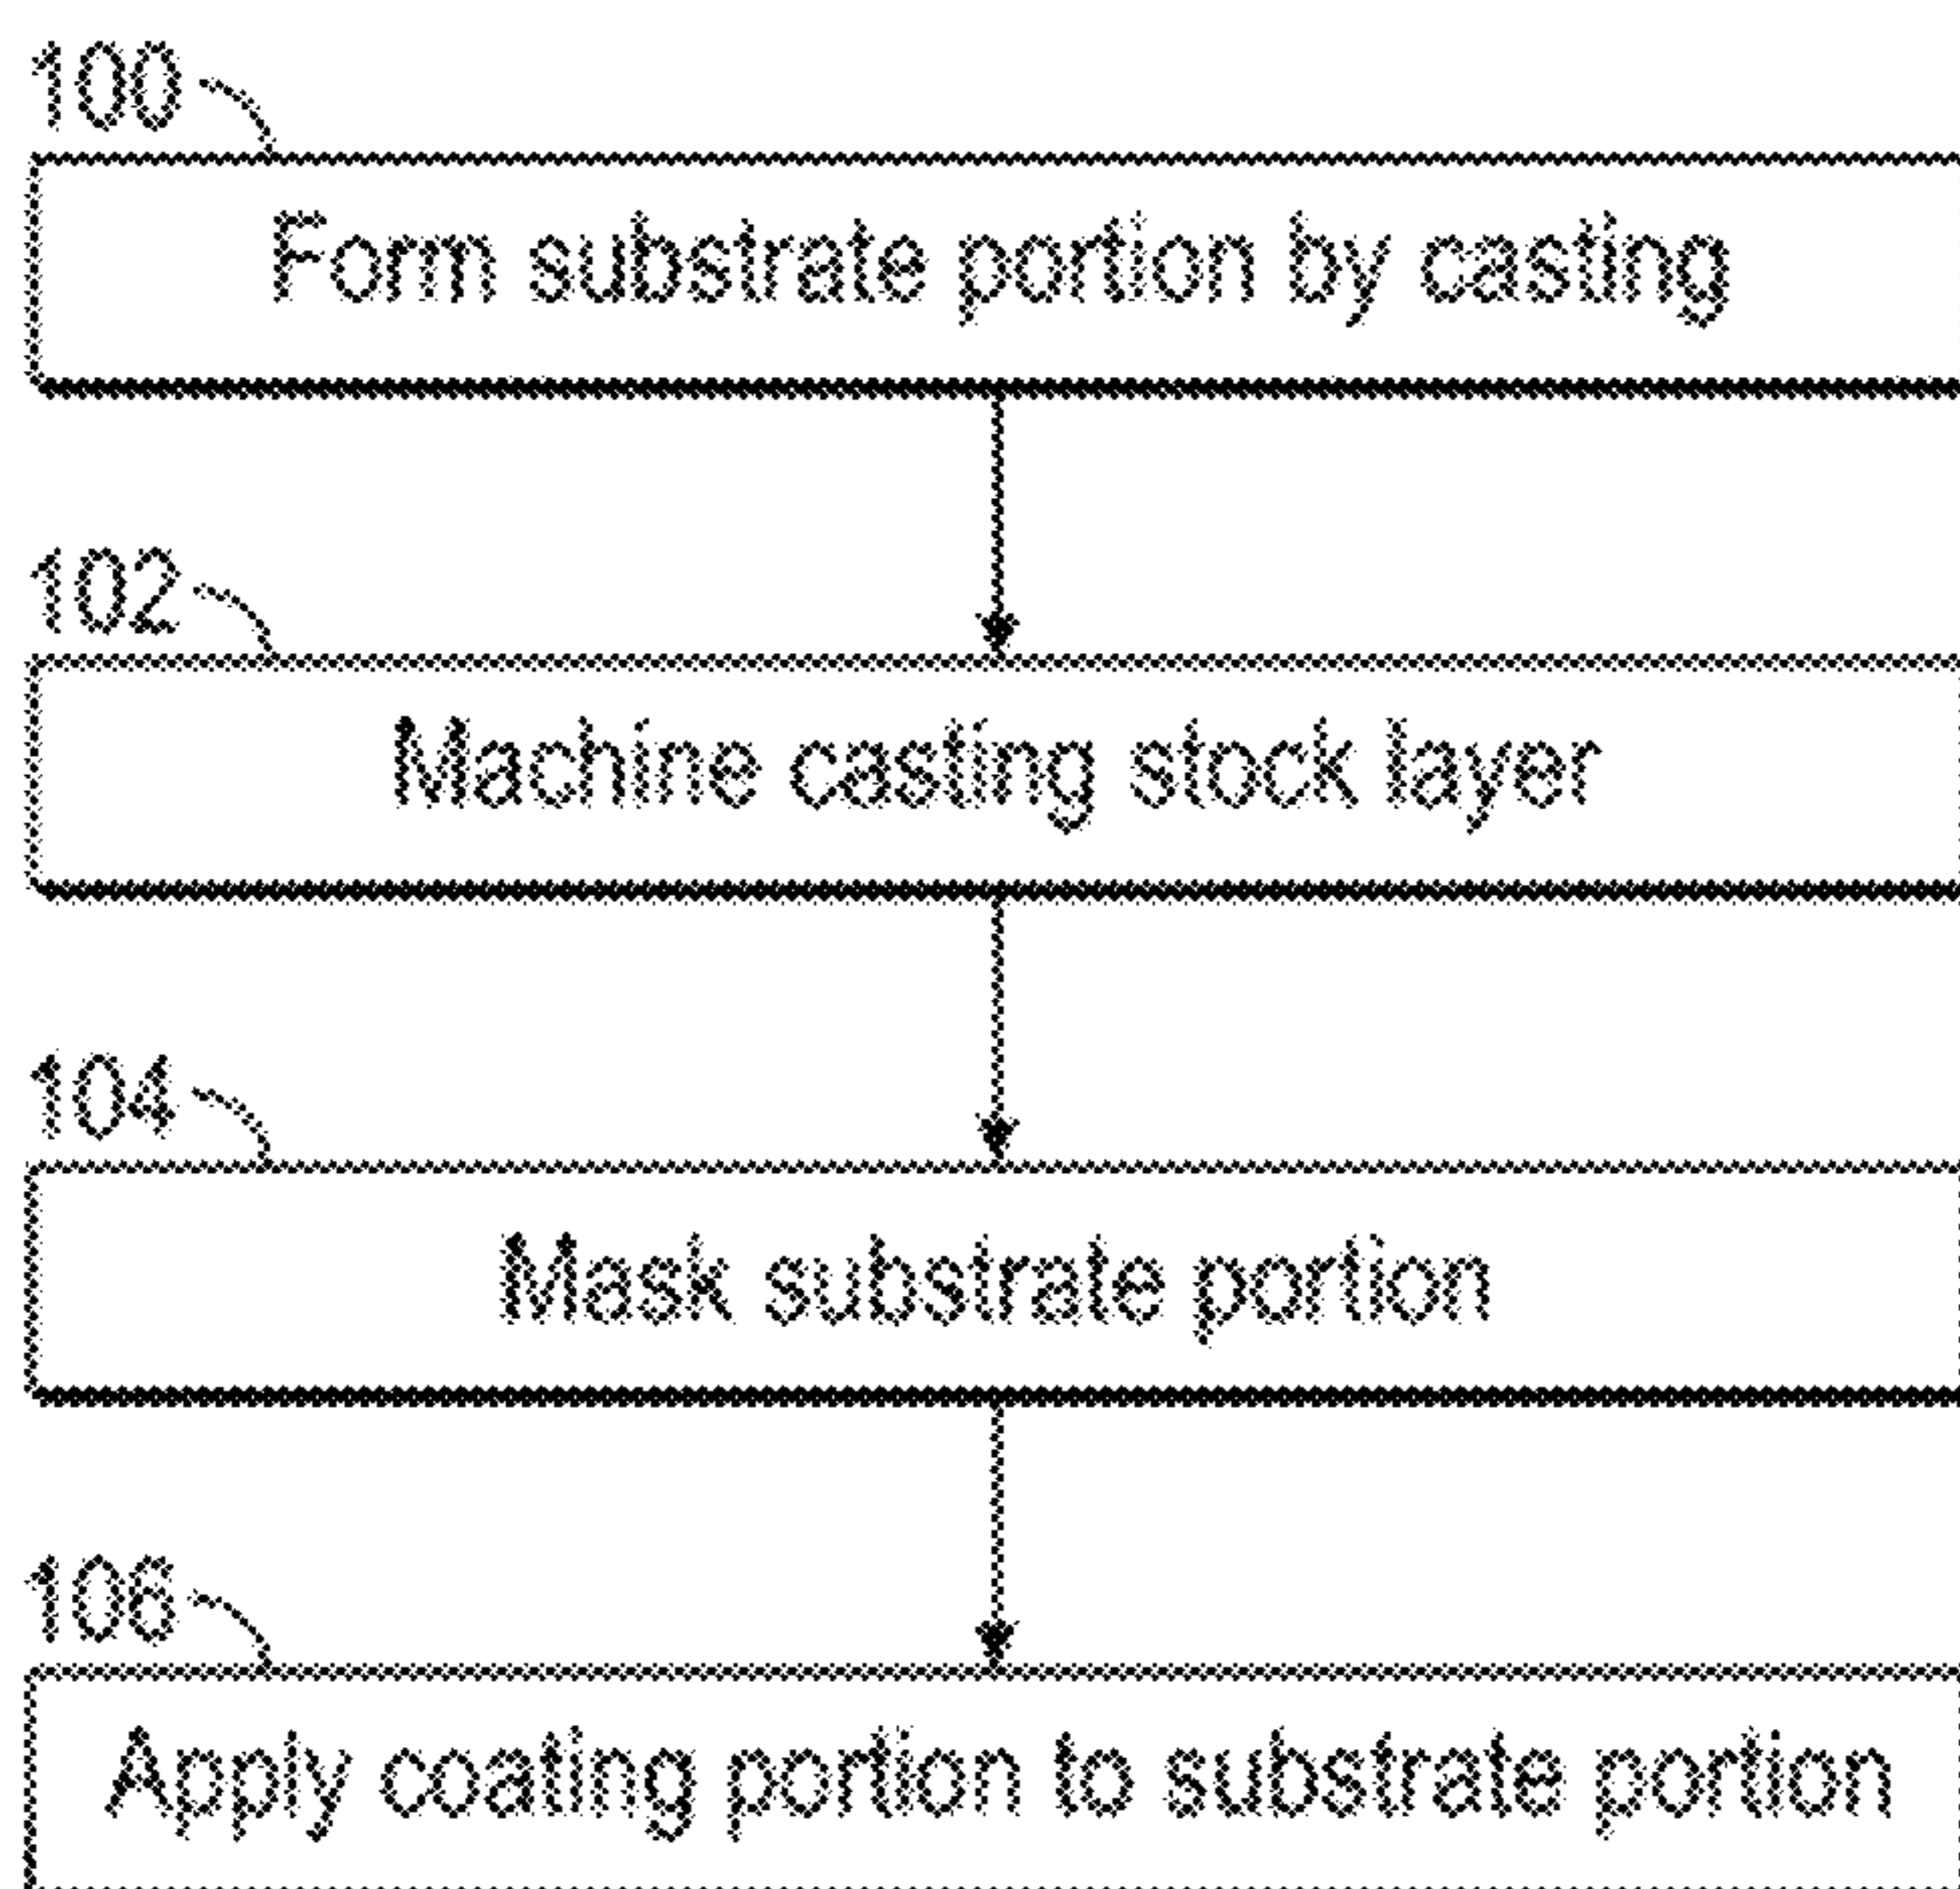 100
Form substrate portion by casting
102
Machine casting stock layer
104
Mask substrate portion
106
Apply coating portion to substrate portion